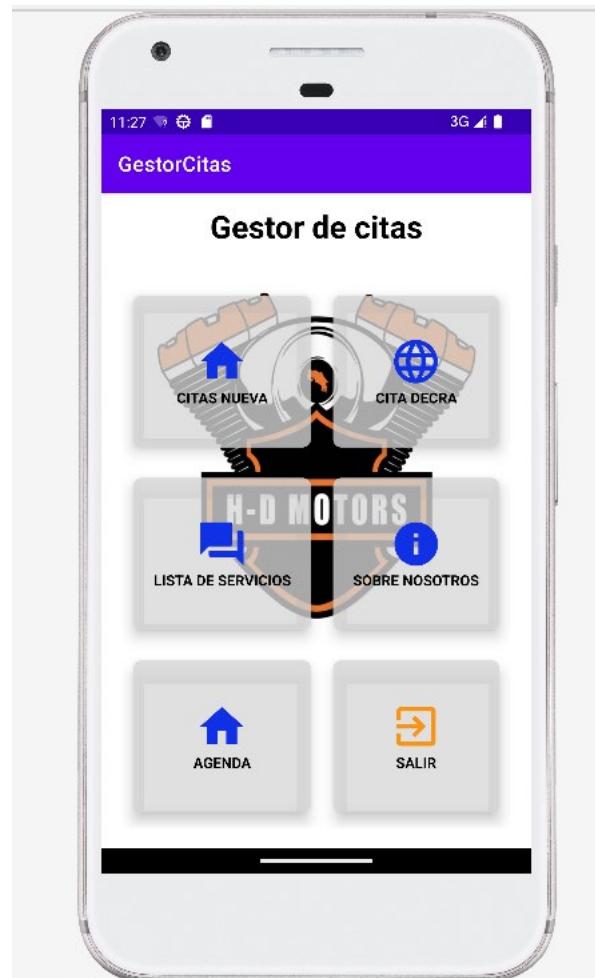 11:27 3G
GestorCitas
Gestor de citas
CITAS NUEVA CITA DECRA
H-D MOTORS
LISTA DE SERVICIOS SOBRE NOSOTROS
AGENDA SALIR